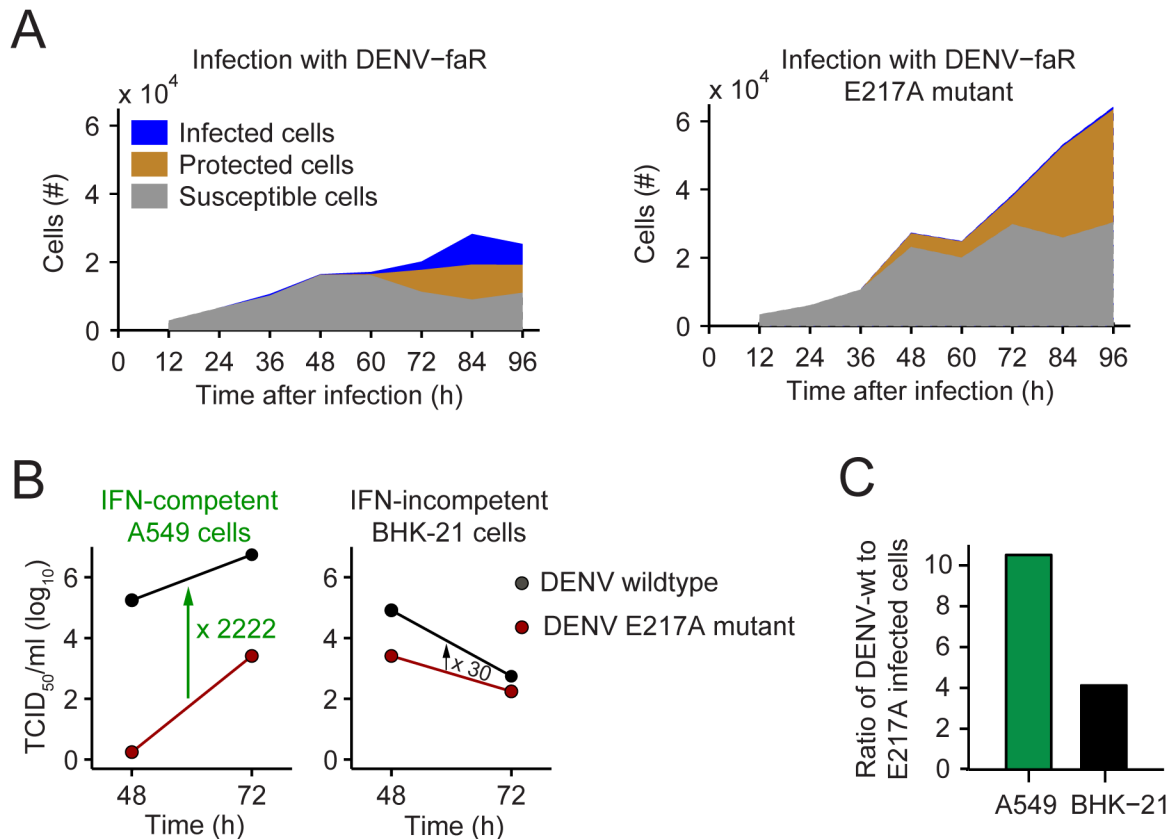 A
Infection with DENV−faR
x 10⁴
6
4
2
0
Cells (#)
Infected cells
Protected cells
Susceptible cells
0 12 24 36 48 60 72 84 96
Time after infection (h)
Infection with DENV−faR
E217A mutant
x 10⁴
6
4
2
0
Cells (#)
0 12 24 36 48 60 72 84 96
Time after infection (h)
B
IFN-competent
A549 cells
6
4
2
0
TCID₅₀/ml (log₁₀)
x 2222
48 72
Time (h)
IFN-incompetent
BHK-21 cells
6
4
2
0
x 30
48 72
Time (h)
DENV wildtype
DENV E217A mutant
C
Ratio of DENV-wt to
E217A infected cells
10
8
6
4
2
0
A549 BHK−21